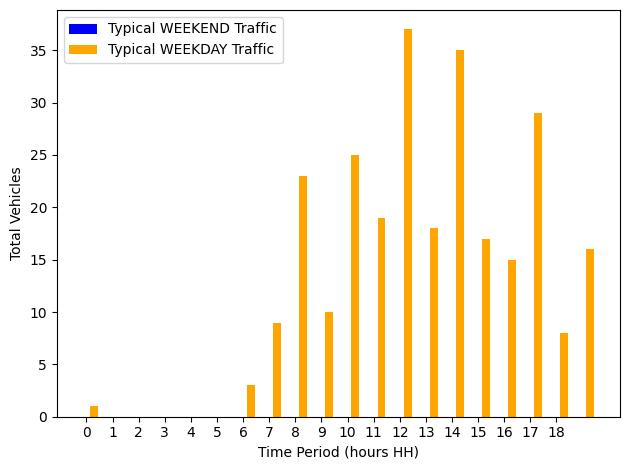 Typical WEEKEND Traffic
Typical WEEKDAY Traffic
35
30
25
20
15
10
5
0
Total Vehicles
0 1 2 3 4 5 6 7 8 9 10 11 12 13 14 15 16 17 18
Time Period (hours HH)